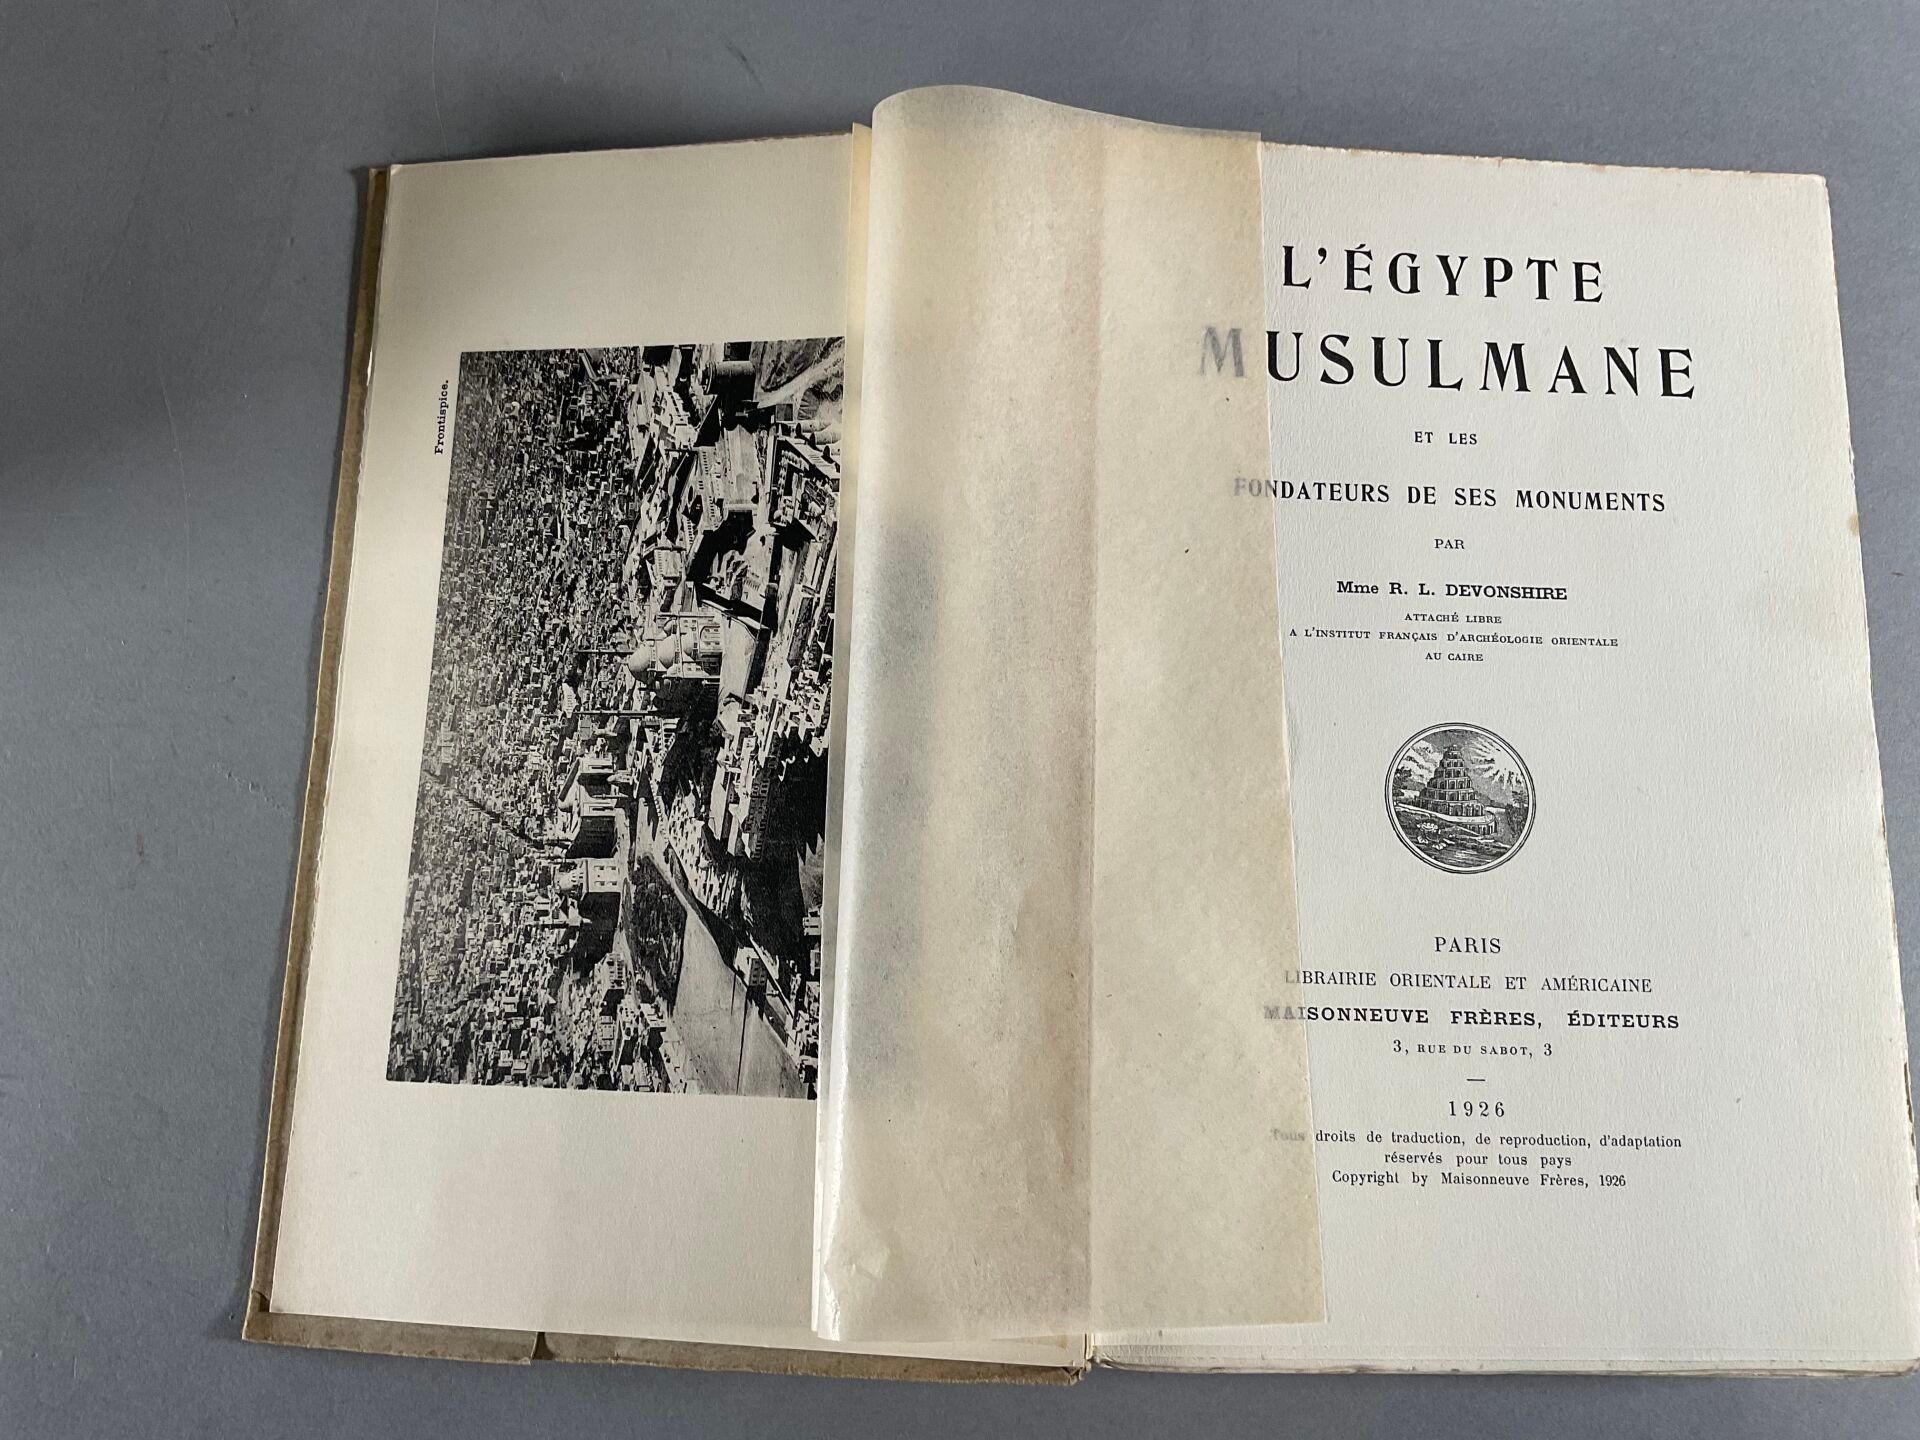 Frontispice.
L'ÉGYPTE
MUSULMANE
ET LES
FONDATEURS DE SES MONUMENTS
PAR
Mme R. L. DEVONSHIRE
ATTACHÉ LIBRE
A L'INSTITUT FRANÇAIS D'ARCHÉOLOGIE ORIENTALE
AU CAIRE
PARIS
LIBRAIRIE ORIENTALE ET AMÉRICAINE
MAISONNEUVE FRÈRES, ÉDITEURS
3, RUE DU SABOT, 3
—
1926
Tous droits de traduction, de reproduction, d'adaptation
réservés pour tous pays
Copyright by Maisonneuve Frères, 1926